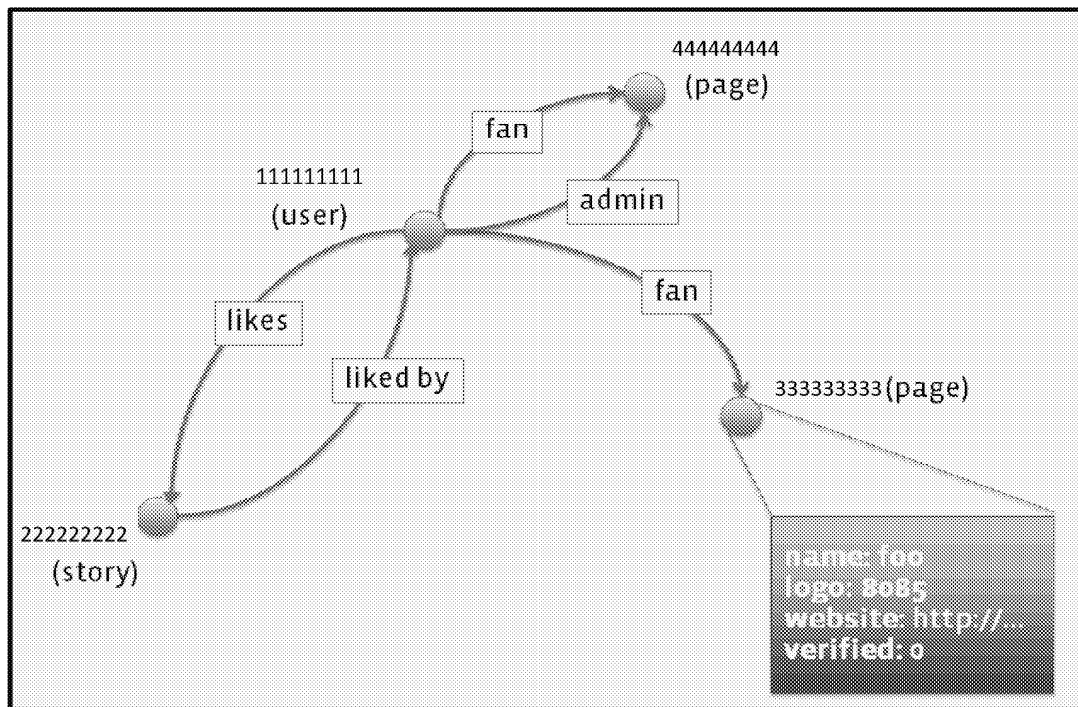 444444444
(page)
fan
111111111
(user)
admin
fan
likes
liked by
333333333 (page)
222222222
(story)
name: foo
logo: 8085
website: http://...
verified: 0